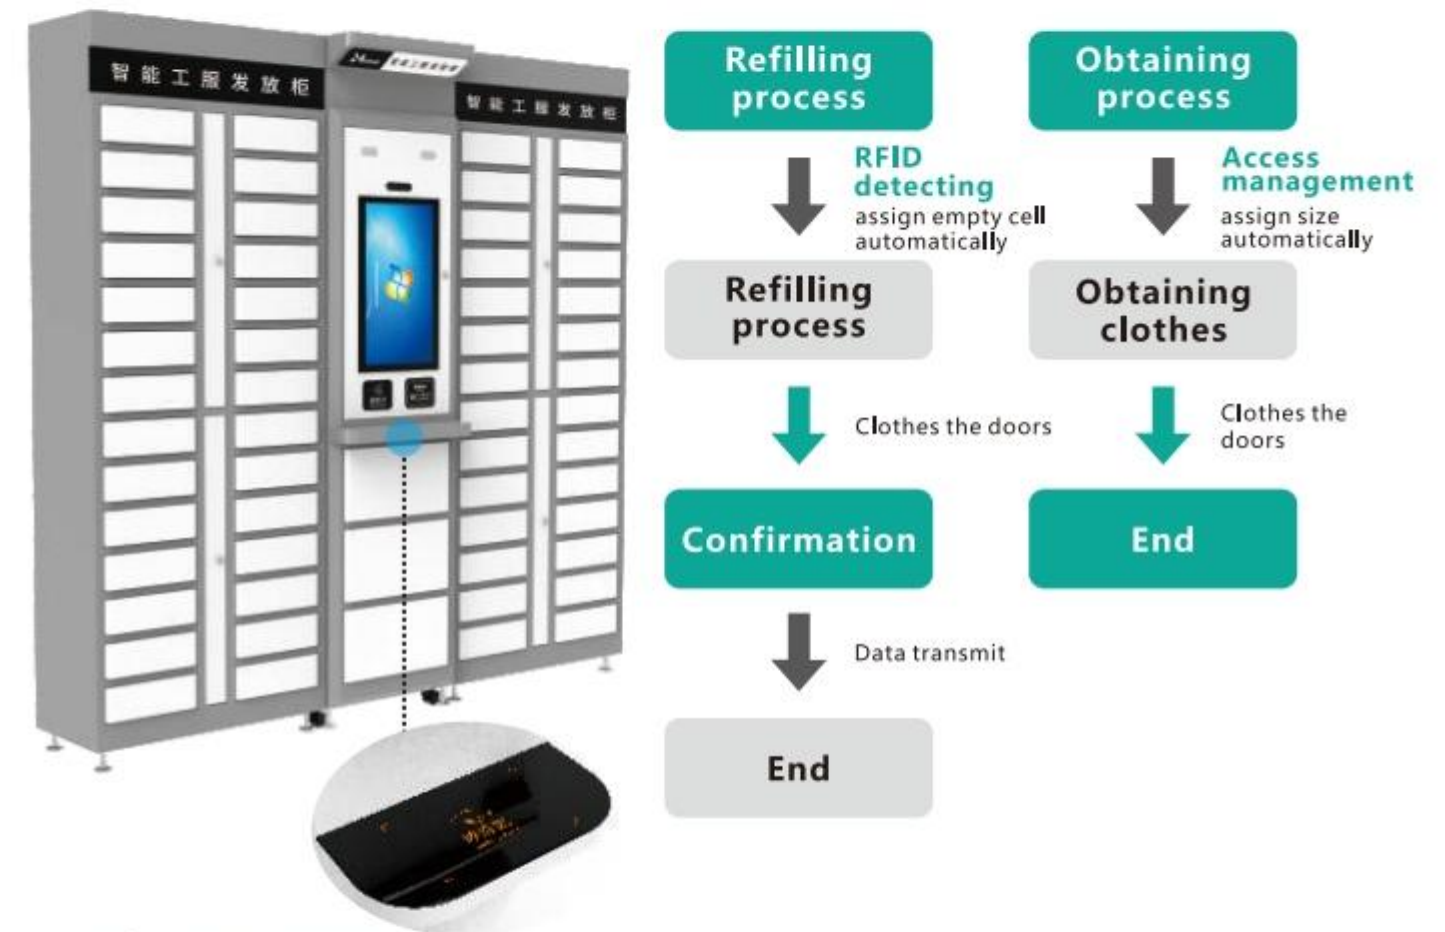 智能工服发放柜
智能工服发放柜
Refilling
process
RFID
detecting
assign empty cell
automatically
Refilling
process
Clothes the doors
Confirmation
Data transmit
End
Obtaining
process
Access
management
assign size
automatically
Obtaining
clothes
Clothes the
doors
End